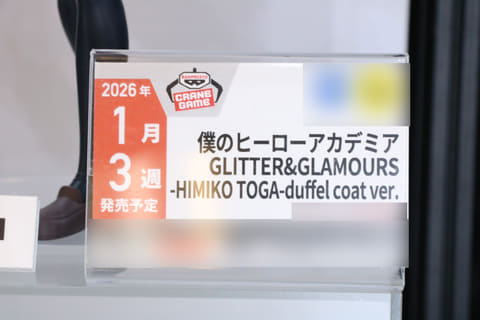 2026年
1月
3週
発売予定
BANPRESTO
CRANE
GAME
僕のヒーローアカデミア
GLITTER&GLAMOURS
-HIMIKO TOGA-duffel coat ver.